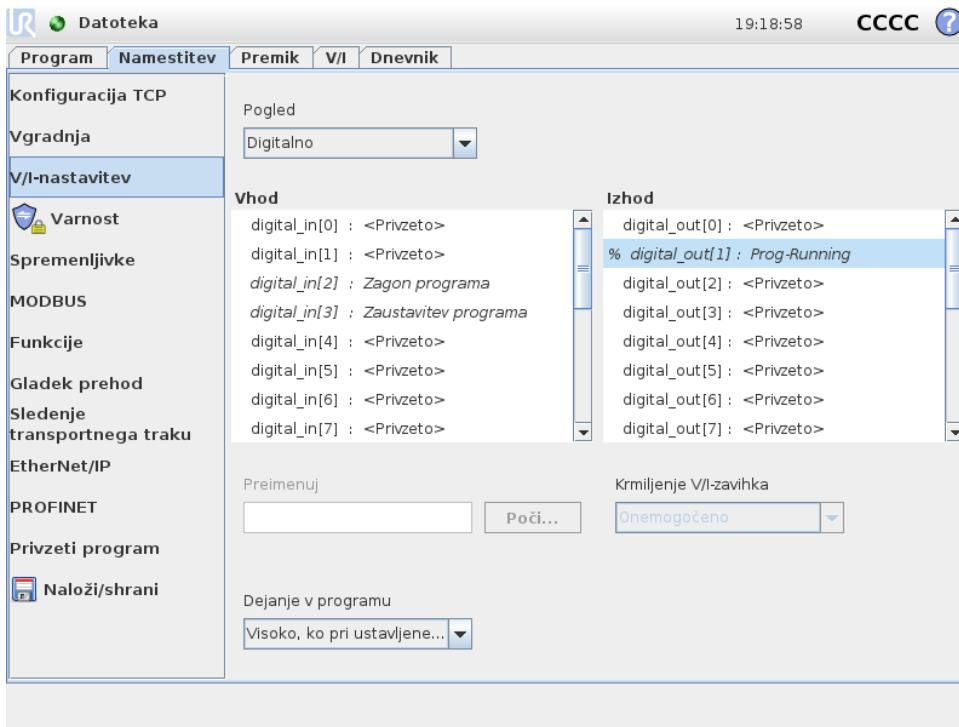 UR Datoteka 19:18:58 CCCC ?
Program Namestitev Premik V/I Dnevnik
Konfiguracija TCP
Vgradnja
V/I-nastavitev
Varnost
Spremenljivke
MODBUS
Funkcije
Gladek prehod
Sledenje
transportnega traku
EtherNet/IP
PROFINET
Privzeti program
Naloži/shrani
Pogled
Digitalno
Vhod
digital_in[0] : <Privzeto>
digital_in[1] : <Privzeto>
digital_in[2] : Zagon programa
digital_in[3] : Zaustavitev programa
digital_in[4] : <Privzeto>
digital_in[5] : <Privzeto>
digital_in[6] : <Privzeto>
digital_in[7] : <Privzeto>
Izhod
digital_out[0] : <Privzeto>
% digital_out[1] : Prog-Running
digital_out[2] : <Privzeto>
digital_out[3] : <Privzeto>
digital_out[4] : <Privzeto>
digital_out[5] : <Privzeto>
digital_out[6] : <Privzeto>
digital_out[7] : <Privzeto>
Preimenuj
Poči...
Krmiljenje V/I-zavihka
Onemogočeno
Dejanje v programu
Visoko, ko pri ustavljene...